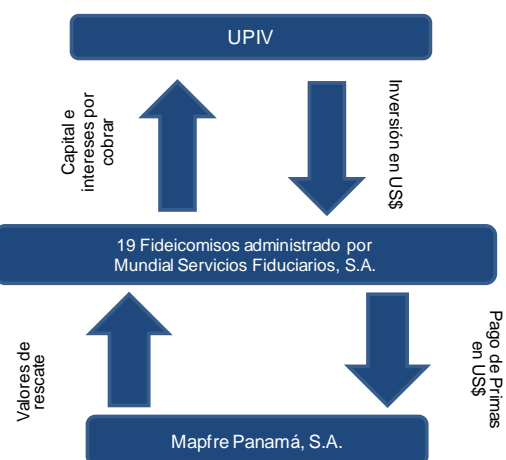 UPIV
Capital e
intereses por
cobrar
Inversión en US$
19 Fideicomisos administrado por
Mundial Servicios Fiduciarios, S.A.
Valores de
rescate
Pago de Primas
en US$
Mapfre Panamá, S.A.